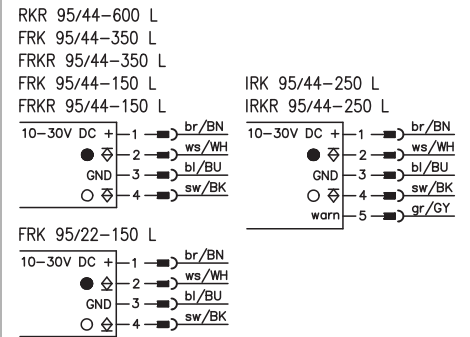 RKR 95/44-600 L
FRK 95/44-350 L
FRKR 95/44-350 L
FRK 95/44-150 L
FRKR 95/44-150 L
10-30V DC + 1 br/BN
2 ws/WH
GND 3 bl/BU
4 sw/BK
IRK 95/44-250 L
IRKR 95/44-250 L
10-30V DC + 1 br/BN
2 ws/WH
GND 3 bl/BU
4 sw/BK
warn 5 gr/GY
FRK 95/22-150 L
10-30V DC + 1 br/BN
2 ws/WH
GND 3 bl/BU
4 sw/BK